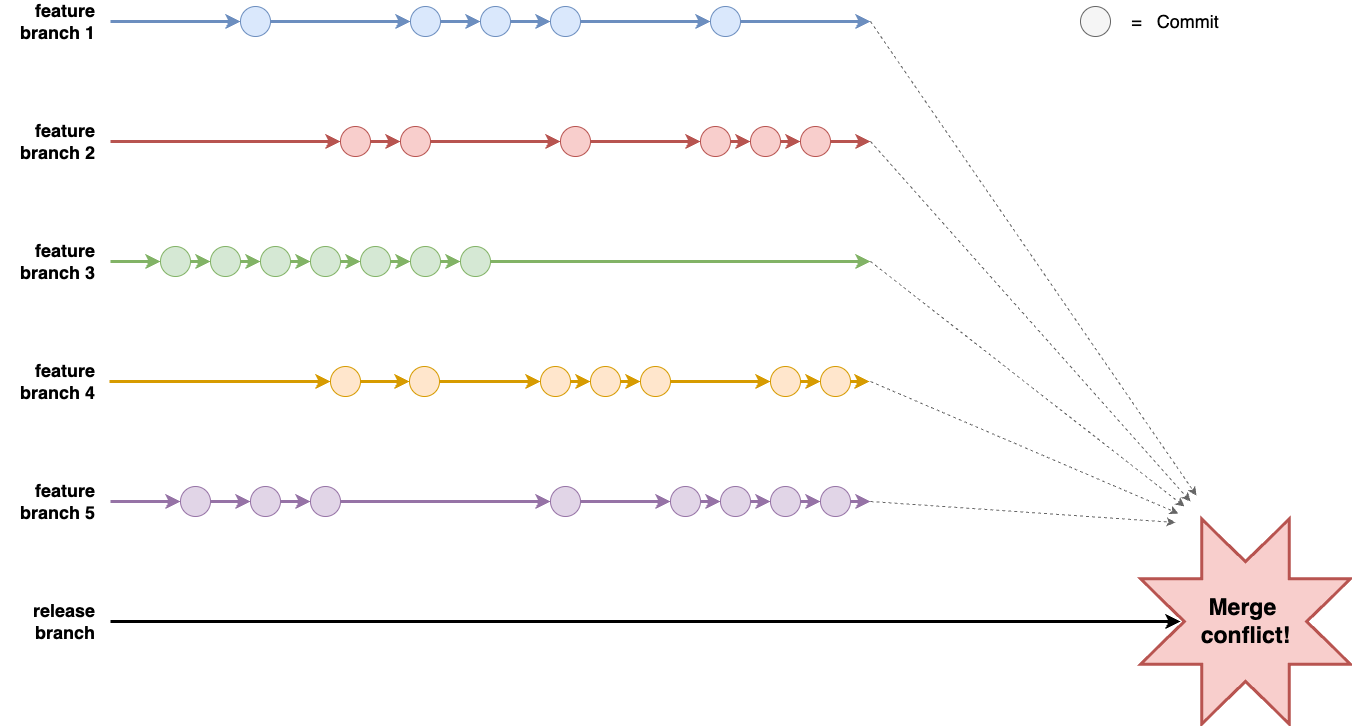 feature
branch 1
= Commit
feature
branch 2
feature
branch 3
feature
branch 4
feature
branch 5
release
branch
Merge
conflict!